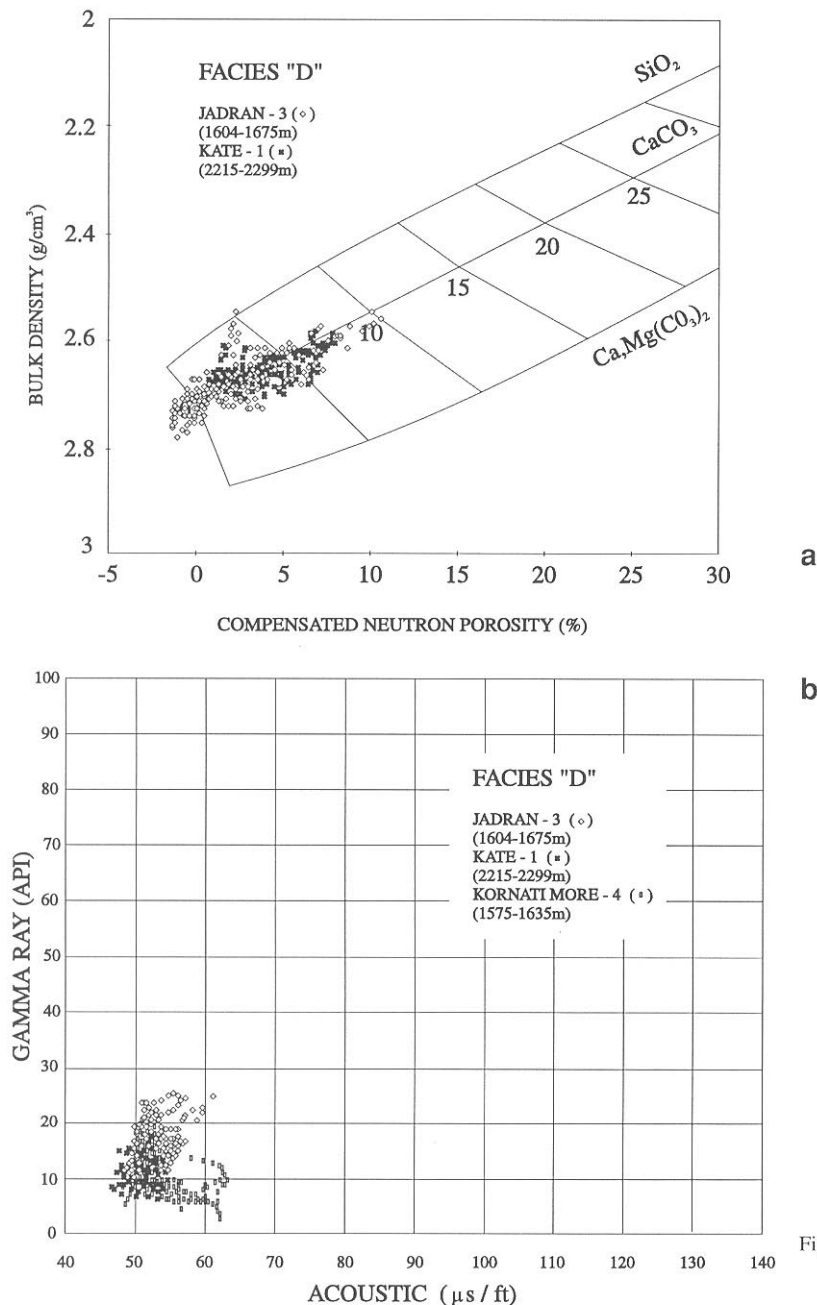 2
2.2
2.4
2.6
2.8
3
BULK DENSITY (g/cm³)
FACIES "D"
JADRAN - 3 (⋄)
(1604-1675m)
KATE - 1 (▪)
(2215-2299m)
SiO₂
CaCO₃
25
20
15
10
Ca,Mg(C0₃)₂
-5 0 5 10 15 20 25 30
COMPENSATED NEUTRON POROSITY (%)
a
b
100
90
80
70
60
50
40
30
20
10
0
GAMMA RAY (API)
FACIES "D"
JADRAN - 3 (⋄)
(1604-1675m)
KATE - 1 (▪)
(2215-2299m)
KORNATI MORE - 4 (▯)
(1575-1635m)
40 50 60 70 80 90 100 110 120 130 140
ACOUSTIC (µs / ft)
Fi